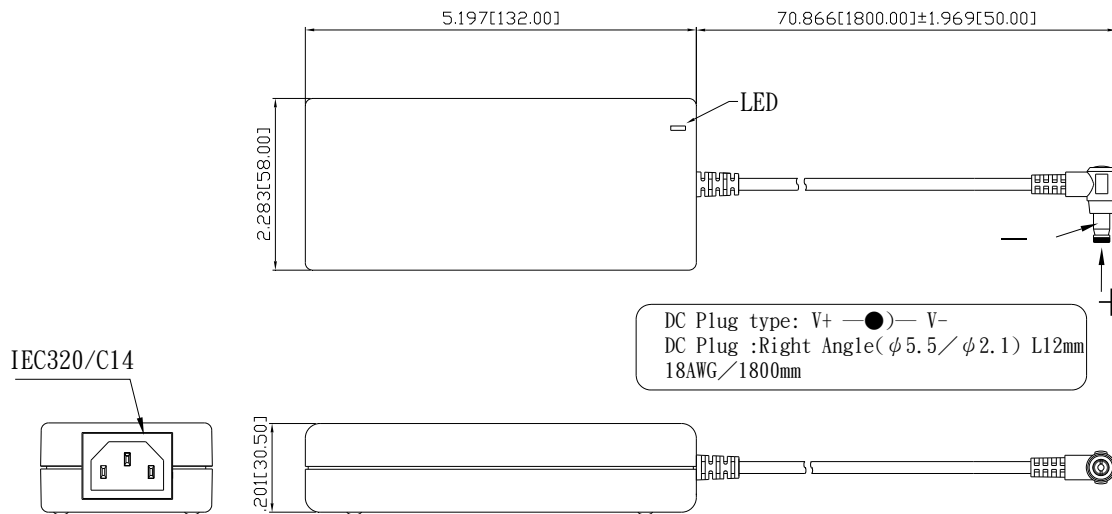 5.197[132.00]
70.866[1800.00]±1.969[50.00]
LED
2.283[58.00]
DC Plug type: V+ —●)— V-
DC Plug :Right Angle(φ5.5／φ2.1) L12mm
18AWG／1800mm
IEC320/C14
.201[30.50]